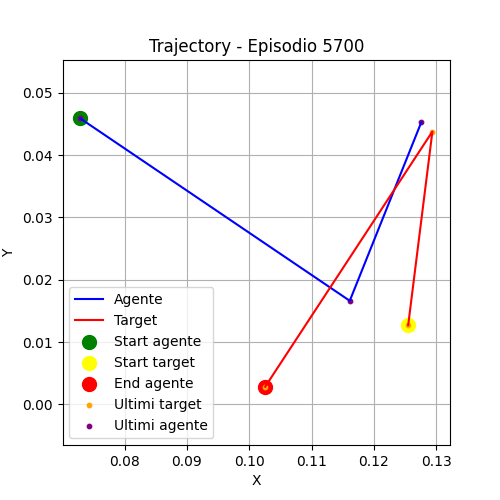 Trajectory - Episodio 5700
0.05
0.04
0.03
0.02
0.01
0.00
Y
Agente
Target
Start agente
Start target
End agente
Ultimi target
Ultimi agente
0.08 0.09 0.10 0.11 0.12 0.13
X